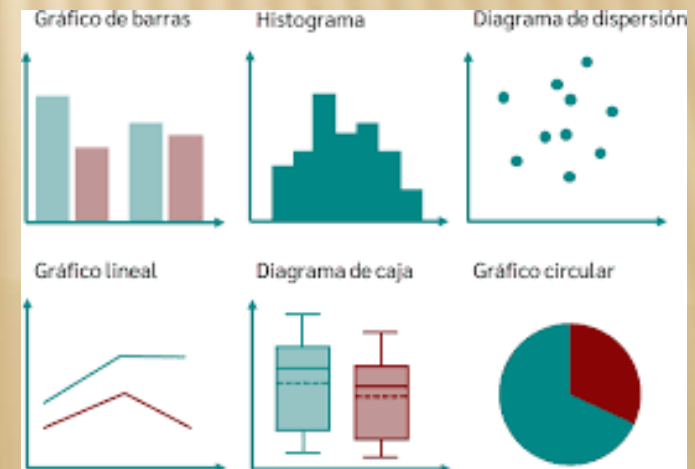 Gráfico de barras
Histograma
Diagrama de dispersión
Gráfico lineal
Diagrama de caja
Gráfico circular